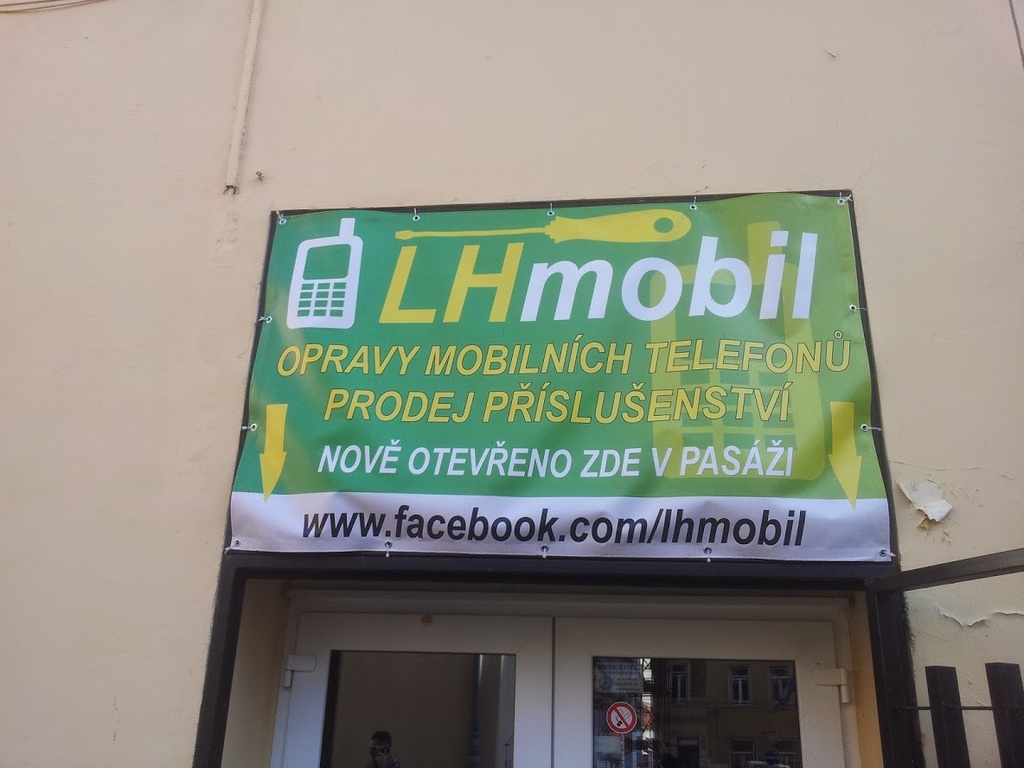 LHmobil
OPRAVY MOBILNÍCH TELEFONŮ
PRODEJ PŘÍSLUŠENSTVÍ
NOVĚ OTEVŘENO ZDE V PASÁŽI
www.facebook.com/lhmobil